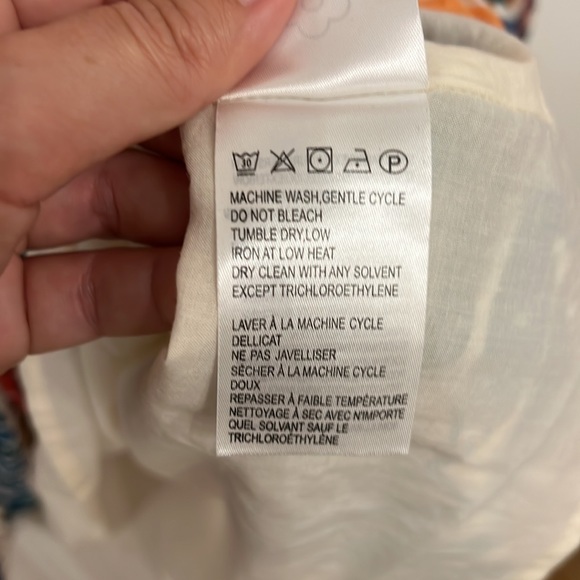 30 P
MACHINE WASH,GENTLE CYCLE
DO NOT BLEACH
TUMBLE DRY,LOW
IRON AT LOW HEAT
DRY CLEAN WITH ANY SOLVENT
EXCEPT TRICHLOROETHYLENE
LAVER À LA MACHINE CYCLE
DELLICAT
NE PAS JAVELLISER
SÉCHER À LA MACHINE CYCLE
DOUX
REPASSER À FAIBLE TEMPÉRATURE
NETTOYAGE À SEC AVEC N'IMPORTE
QUEL SOLVANT SAUF LE
TRICHLOROÉTHYLÈNE